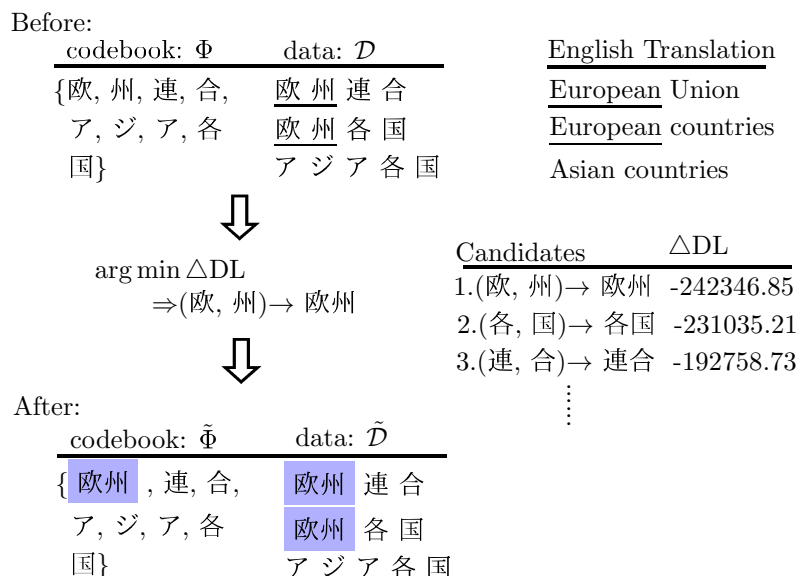 Before:
codebook: Φ data: 𝒟 English Translation
{欧, 州, 連, 合, 欧 州 連 合 European Union
ア, ジ, ア, 各 欧 州 各 国 European countries
国} ア ジ ア 各 国 Asian countries
arg min △DL
⇒(欧, 州)→ 欧州
Candidates △DL
1.(欧, 州)→ 欧州 -242346.85
2.(各, 国)→ 各国 -231035.21
3.(連, 合)→ 連合 -192758.73
After:
codebook: Φ̃ data: 𝒟̃
{ 欧州 , 連, 合, 欧州 連 合
ア, ジ, ア, 各 欧州 各 国
国} ア ジ ア 各 国